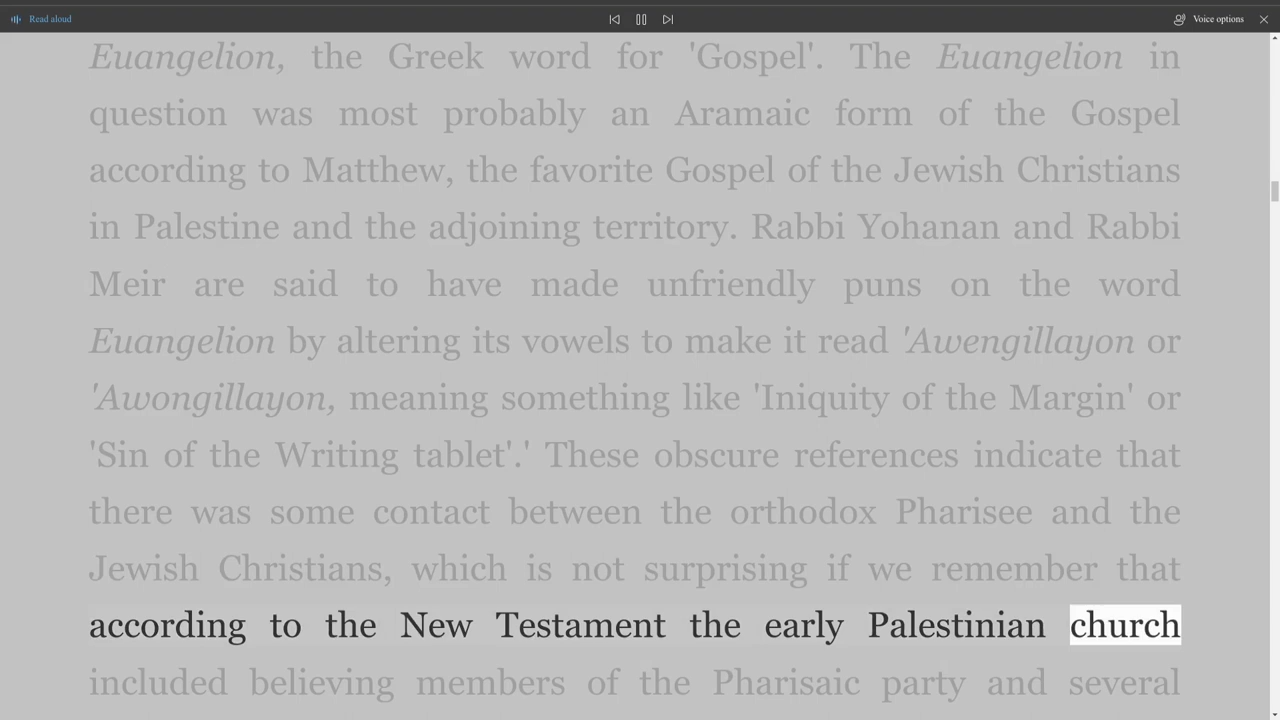 Read aloud
Voice options
Euangelion, the Greek word for 'Gospel'. The Euangelion in
question was most probably an Aramaic form of the Gospel
according to Matthew, the favorite Gospel of the Jewish Christians
in Palestine and the adjoining territory. Rabbi Yohanan and Rabbi
Meir are said to have made unfriendly puns on the word
Euangelion by altering its vowels to make it read 'Awengillayon or
'Awongillayon, meaning something like 'Iniquity of the Margin' or
'Sin of the Writing tablet'.' These obscure references indicate that
there was some contact between the orthodox Pharisee and the
Jewish Christians, which is not surprising if we remember that
according to the New Testament the early Palestinian church
included believing members of the Pharisaic party and several